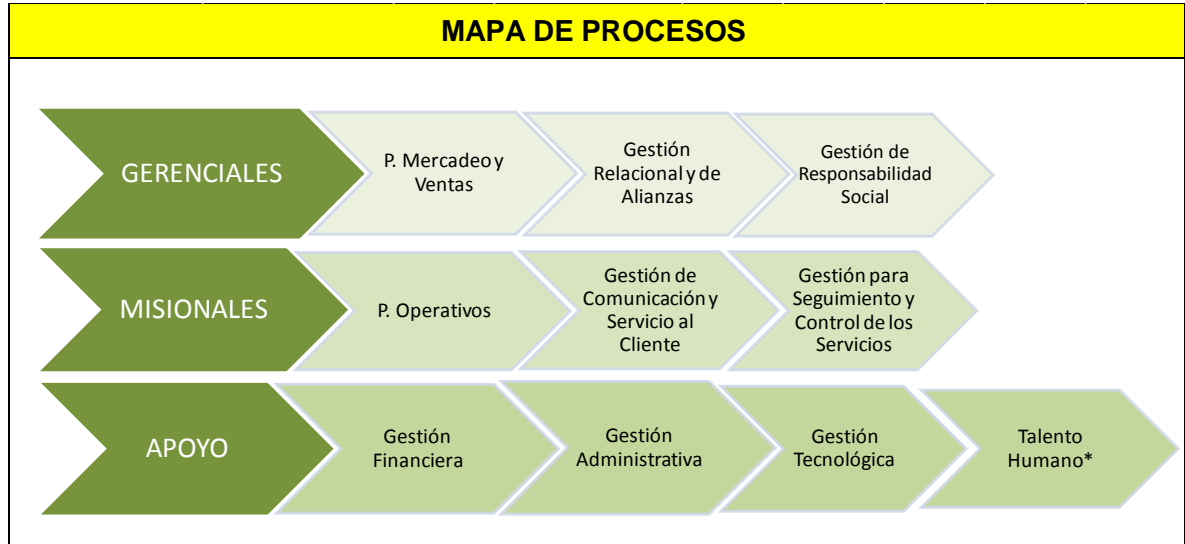 MAPA DE PROCESOS
GERENCIALES
P. Mercadeo y
Ventas
Gestión
Relacional y de
Alianzas
Gestión de
Responsabilidad
Social
MISIONALES
P. Operativos
Gestión de
Comunicación y
Servicio al
Cliente
Gestión para
Seguimiento y
Control de los
Servicios
APOYO
Gestión
Financiera
Gestión
Administrativa
Gestión
Tecnológica
Talento
Humano*